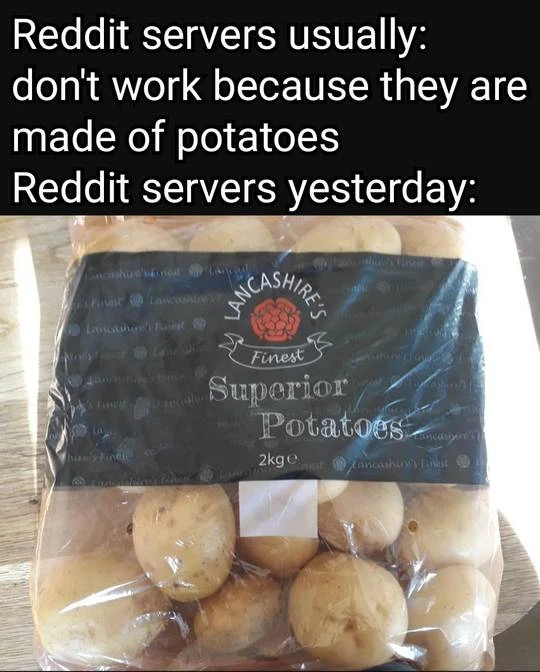 Reddit servers usually:
don't work because they are
made of potatoes
Reddit servers yesterday:
LANCASHIRE'S
Finest
Superior
Potatoes
2kg e